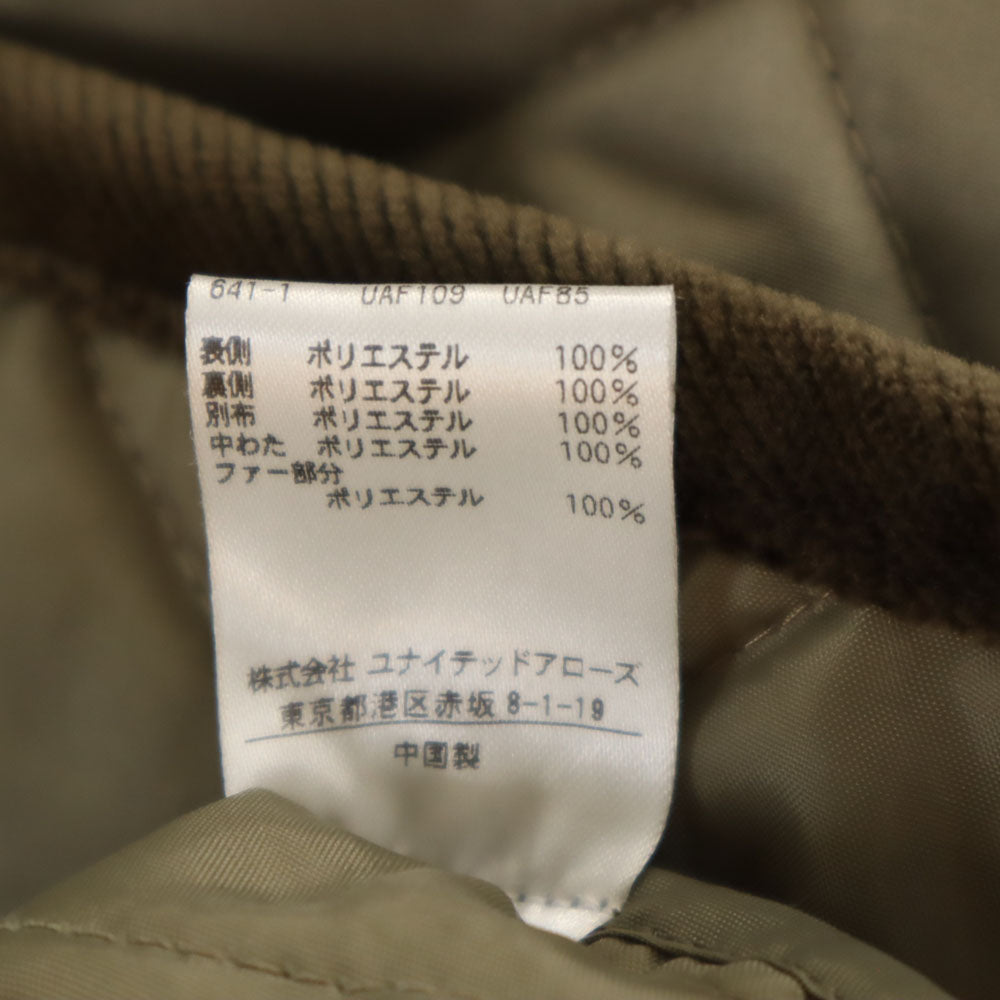 641-1 UAF109 UAF85
表側 ポリエステル 100%
裏側 ポリエステル 100%
別布 ポリエステル 100%
中わた ポリエステル 100%
ファー部分
ポリエステル 100%
株式会社 ユナイテッドアローズ
東京都港区赤坂 8-1-19
中国製